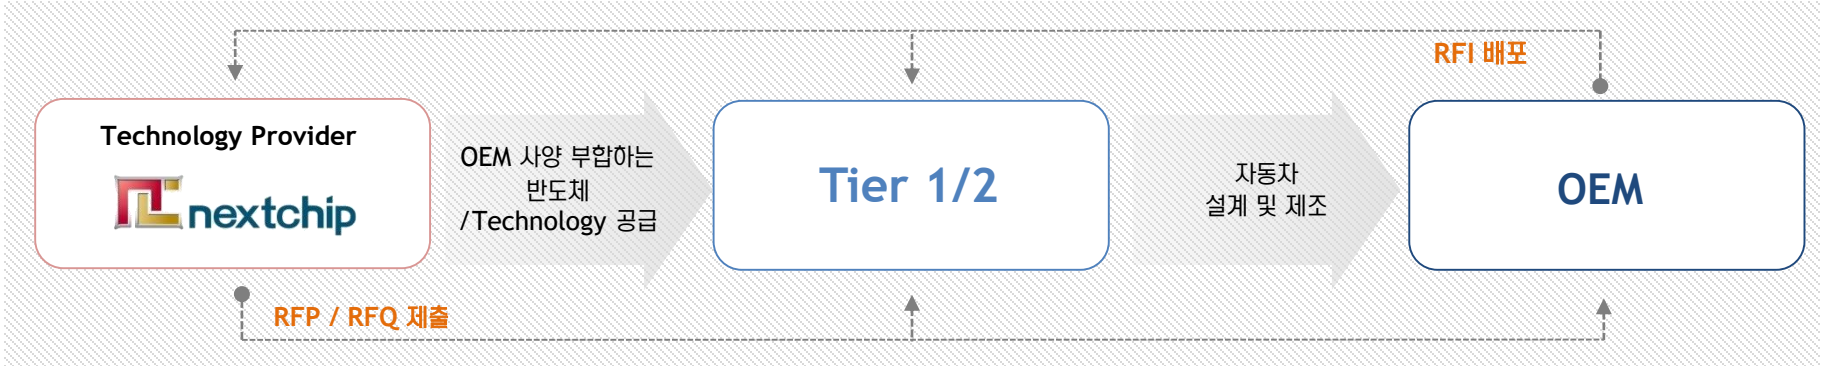 RFI 배포
Technology Provider
nextchip
OEM 사양 부합하는
반도체
/Technology 공급
Tier 1/2
자동차
설계 및 제조
OEM
RFP / RFQ 제출